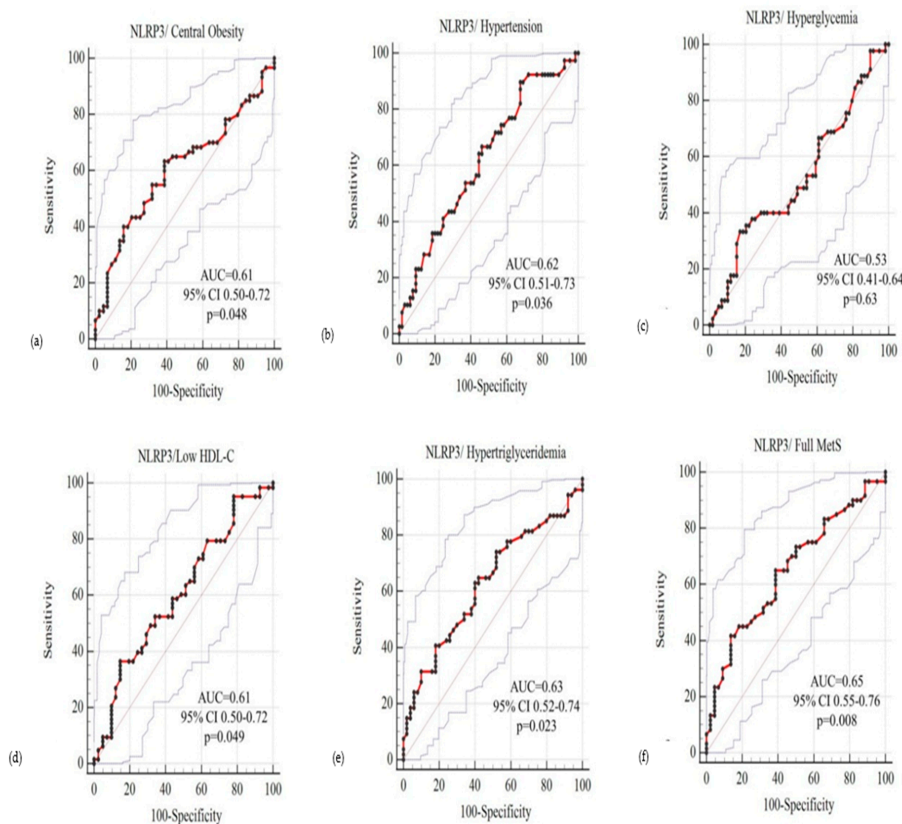 NLRP3/ Central Obesity
100
80
60
40
20
0
Sensitivity
AUC=0.61
95% CI 0.50-0.72
p=0.048
0 20 40 60 80 100
100-Specificity
(a)
NLRP3/ Hypertension
100
80
60
40
20
0
Sensitivity
AUC=0.62
95% CI 0.51-0.73
p=0.036
0 20 40 60 80 100
100-Specificity
(b)
NLRP3/ Hyperglycemia
100
80
60
40
20
0
Sensitivity
AUC=0.53
95% CI 0.41-0.64
p=0.63
0 20 40 60 80 100
100-Specificity
(c)
NLRP3/Low HDL-C
100
80
60
40
20
0
Sensitivity
AUC=0.61
95% CI 0.50-0.72
p=0.049
0 20 40 60 80 100
100-Specificity
(d)
NLRP3/ Hypertriglyceridemia
100
80
60
40
20
0
Sensitivity
AUC=0.63
95% CI 0.52-0.74
p=0.023
0 20 40 60 80 100
100-Specificity
(e)
NLRP3/ Full MetS
100
80
60
40
20
0
Sensitivity
AUC=0.65
95% CI 0.55-0.76
p=0.008
0 20 40 60 80 100
100-Specificity
(f)